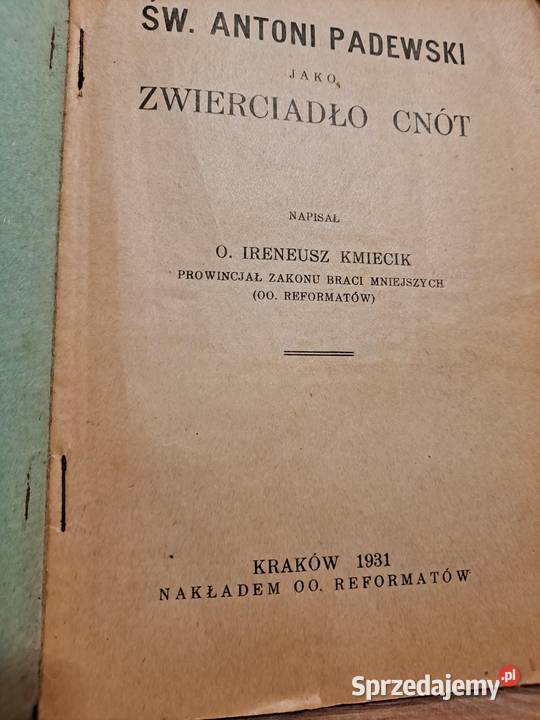 ŚW. ANTONI PADEWSKI
JAKO
ZWIERCIADŁO CNÓT
NAPISAŁ
O. IRENEUSZ KMIECIK
PROWINCJAŁ ZAKONU BRACI MNIEJSZYCH
(OO. REFORMATÓW)
KRAKÓW 1931
NAKŁADEM OO. REFORMATÓW
Sprzedajemy.pl